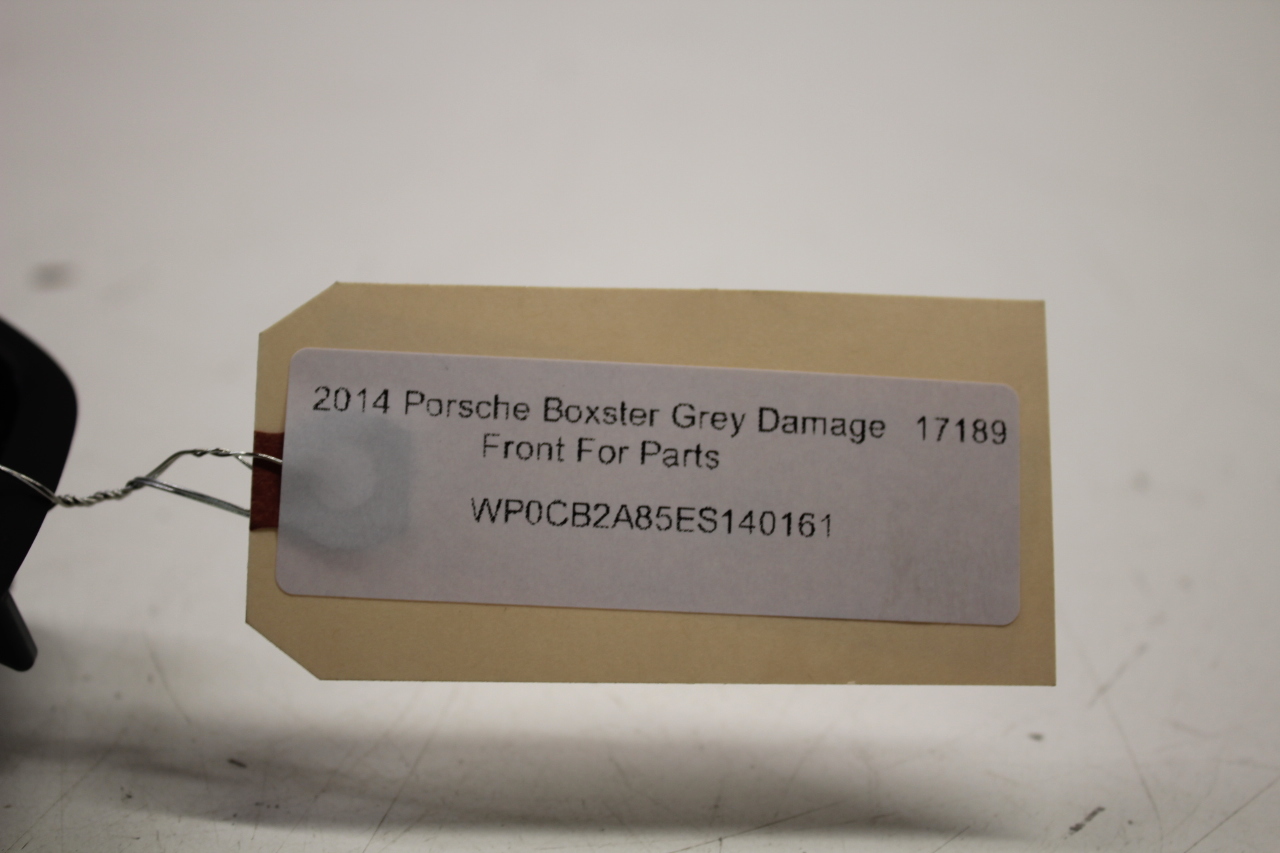 2014 Porsche Boxster Grey Damage 17189
Front For Parts
WP0CB2A85ES140161